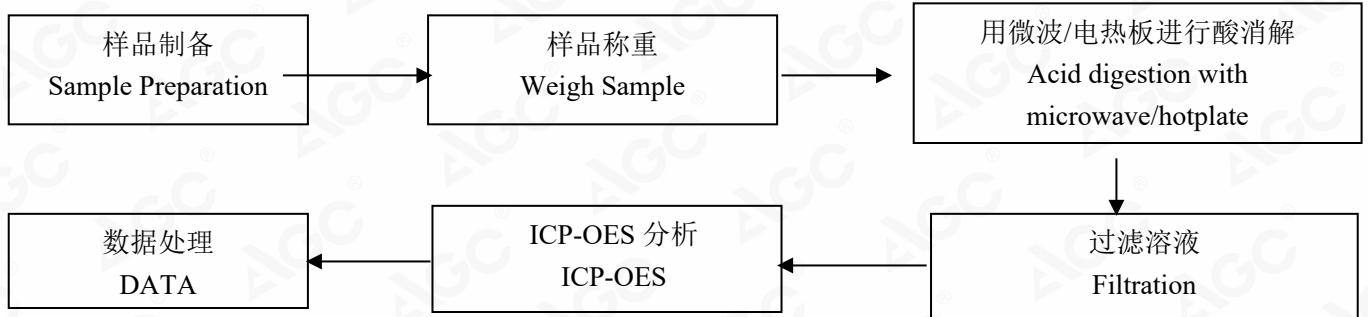 样品制备
Sample Preparation
样品称重
Weigh Sample
用微波/电热板进行酸消解
Acid digestion with
microwave/hotplate
过滤溶液
Filtration
ICP-OES 分析
ICP-OES
数据处理
DATA